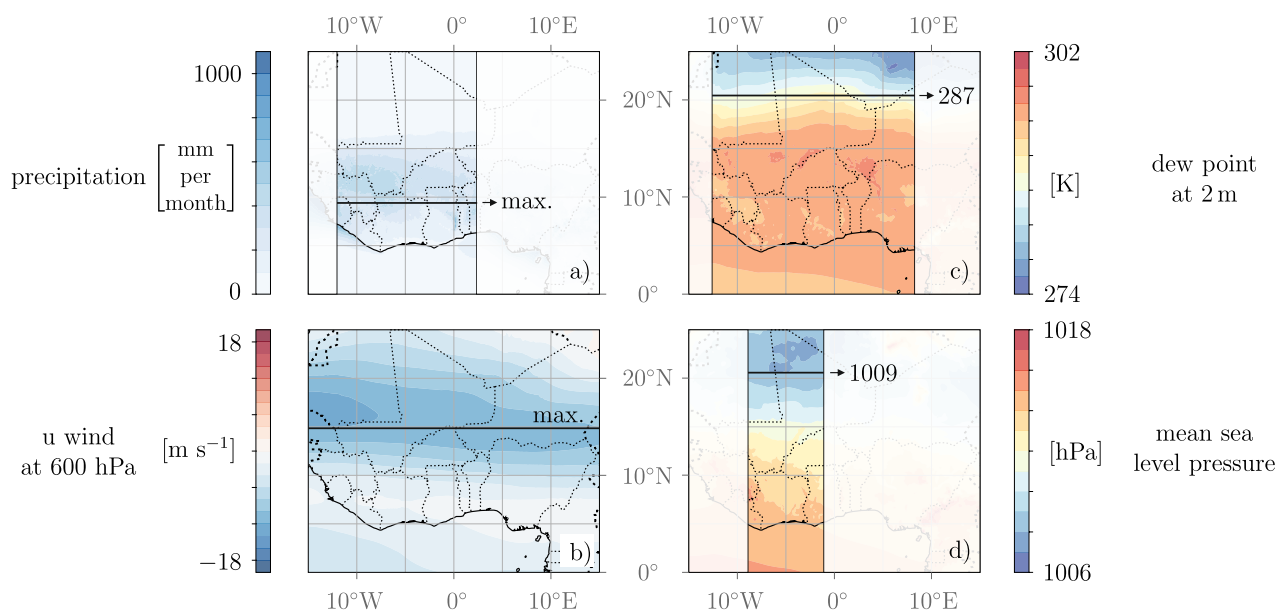 10°W 0° 10°E 10°W 0° 10°E
1000
0
precipitation
mm
per
month
max.
a)
20°N
10°N
0°
287
c)
302
[K]
274
dew point
at 2 m
u wind
at 600 hPa
[m s⁻¹]
18
−18
max.
b)
20°N
10°N
0°
1009
d)
1018
[hPa]
1006
mean sea
level pressure
10°W 0° 10°E 10°W 0° 10°E